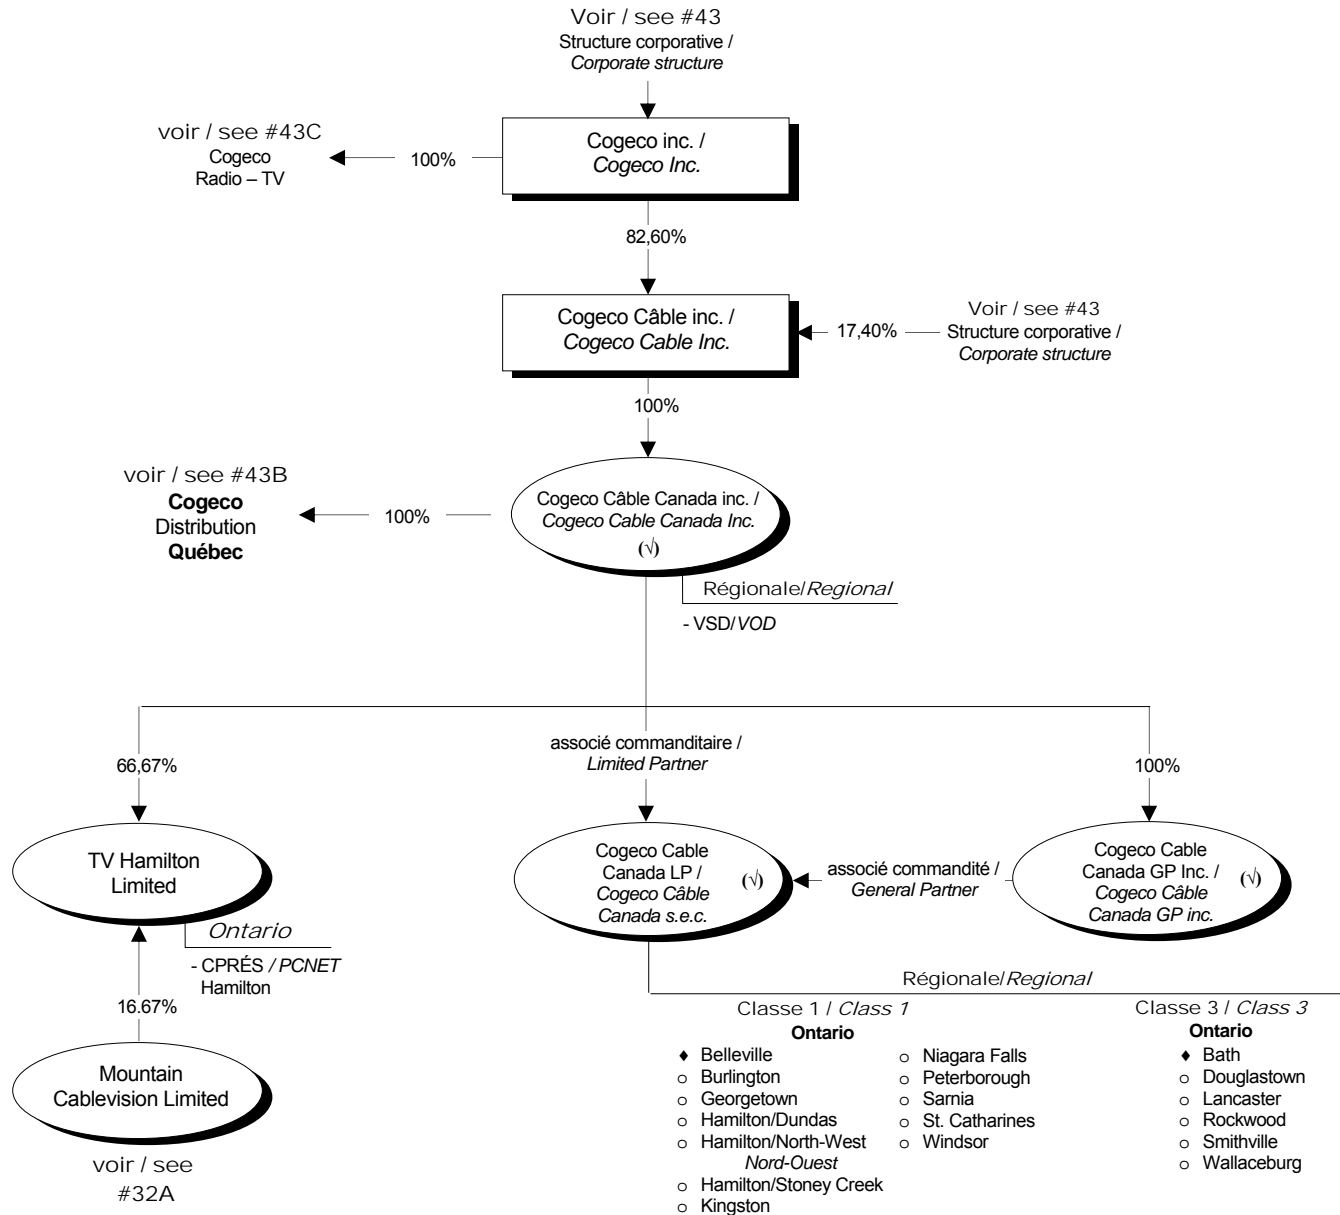 Voir / see #43
Structure corporative /
Corporate structure
voir / see #43C
Cogeco
Radio – TV
100%
Cogeco inc. /
Cogeco Inc.
82,60%
Cogeco Câble inc. /
Cogeco Cable Inc.
17,40%
Voir / see #43
Structure corporative /
Corporate structure
100%
voir / see #43B
Cogeco
Distribution
Québec
100%
Cogeco Câble Canada inc. /
Cogeco Cable Canada Inc.
(√)
Régionale/Regional
- VSD/VOD
66,67%
associé commanditaire /
Limited Partner
100%
TV Hamilton
Limited
Cogeco Cable
Canada LP /
Cogeco Câble
Canada s.e.c.
(√)
associé commandité /
General Partner
Cogeco Cable
Canada GP Inc. /
Cogeco Câble
Canada GP inc.
(√)
Ontario
- CPRÉS / PCNET
Hamilton
16.67%
Mountain
Cablevision Limited
voir / see
#32A
Régionale/Regional
Classe 1 / Class 1
Ontario
♦ Belleville
o Burlington
o Georgetown
o Hamilton/Dundas
o Hamilton/North-West
Nord-Ouest
o Hamilton/Stoney Creek
o Kingston
o Niagara Falls
o Peterborough
o Sarnia
o St. Catharines
o Windsor
Classe 3 / Class 3
Ontario
♦ Bath
o Douglastown
o Lancaster
o Rockwood
o Smithville
o Wallaceburg